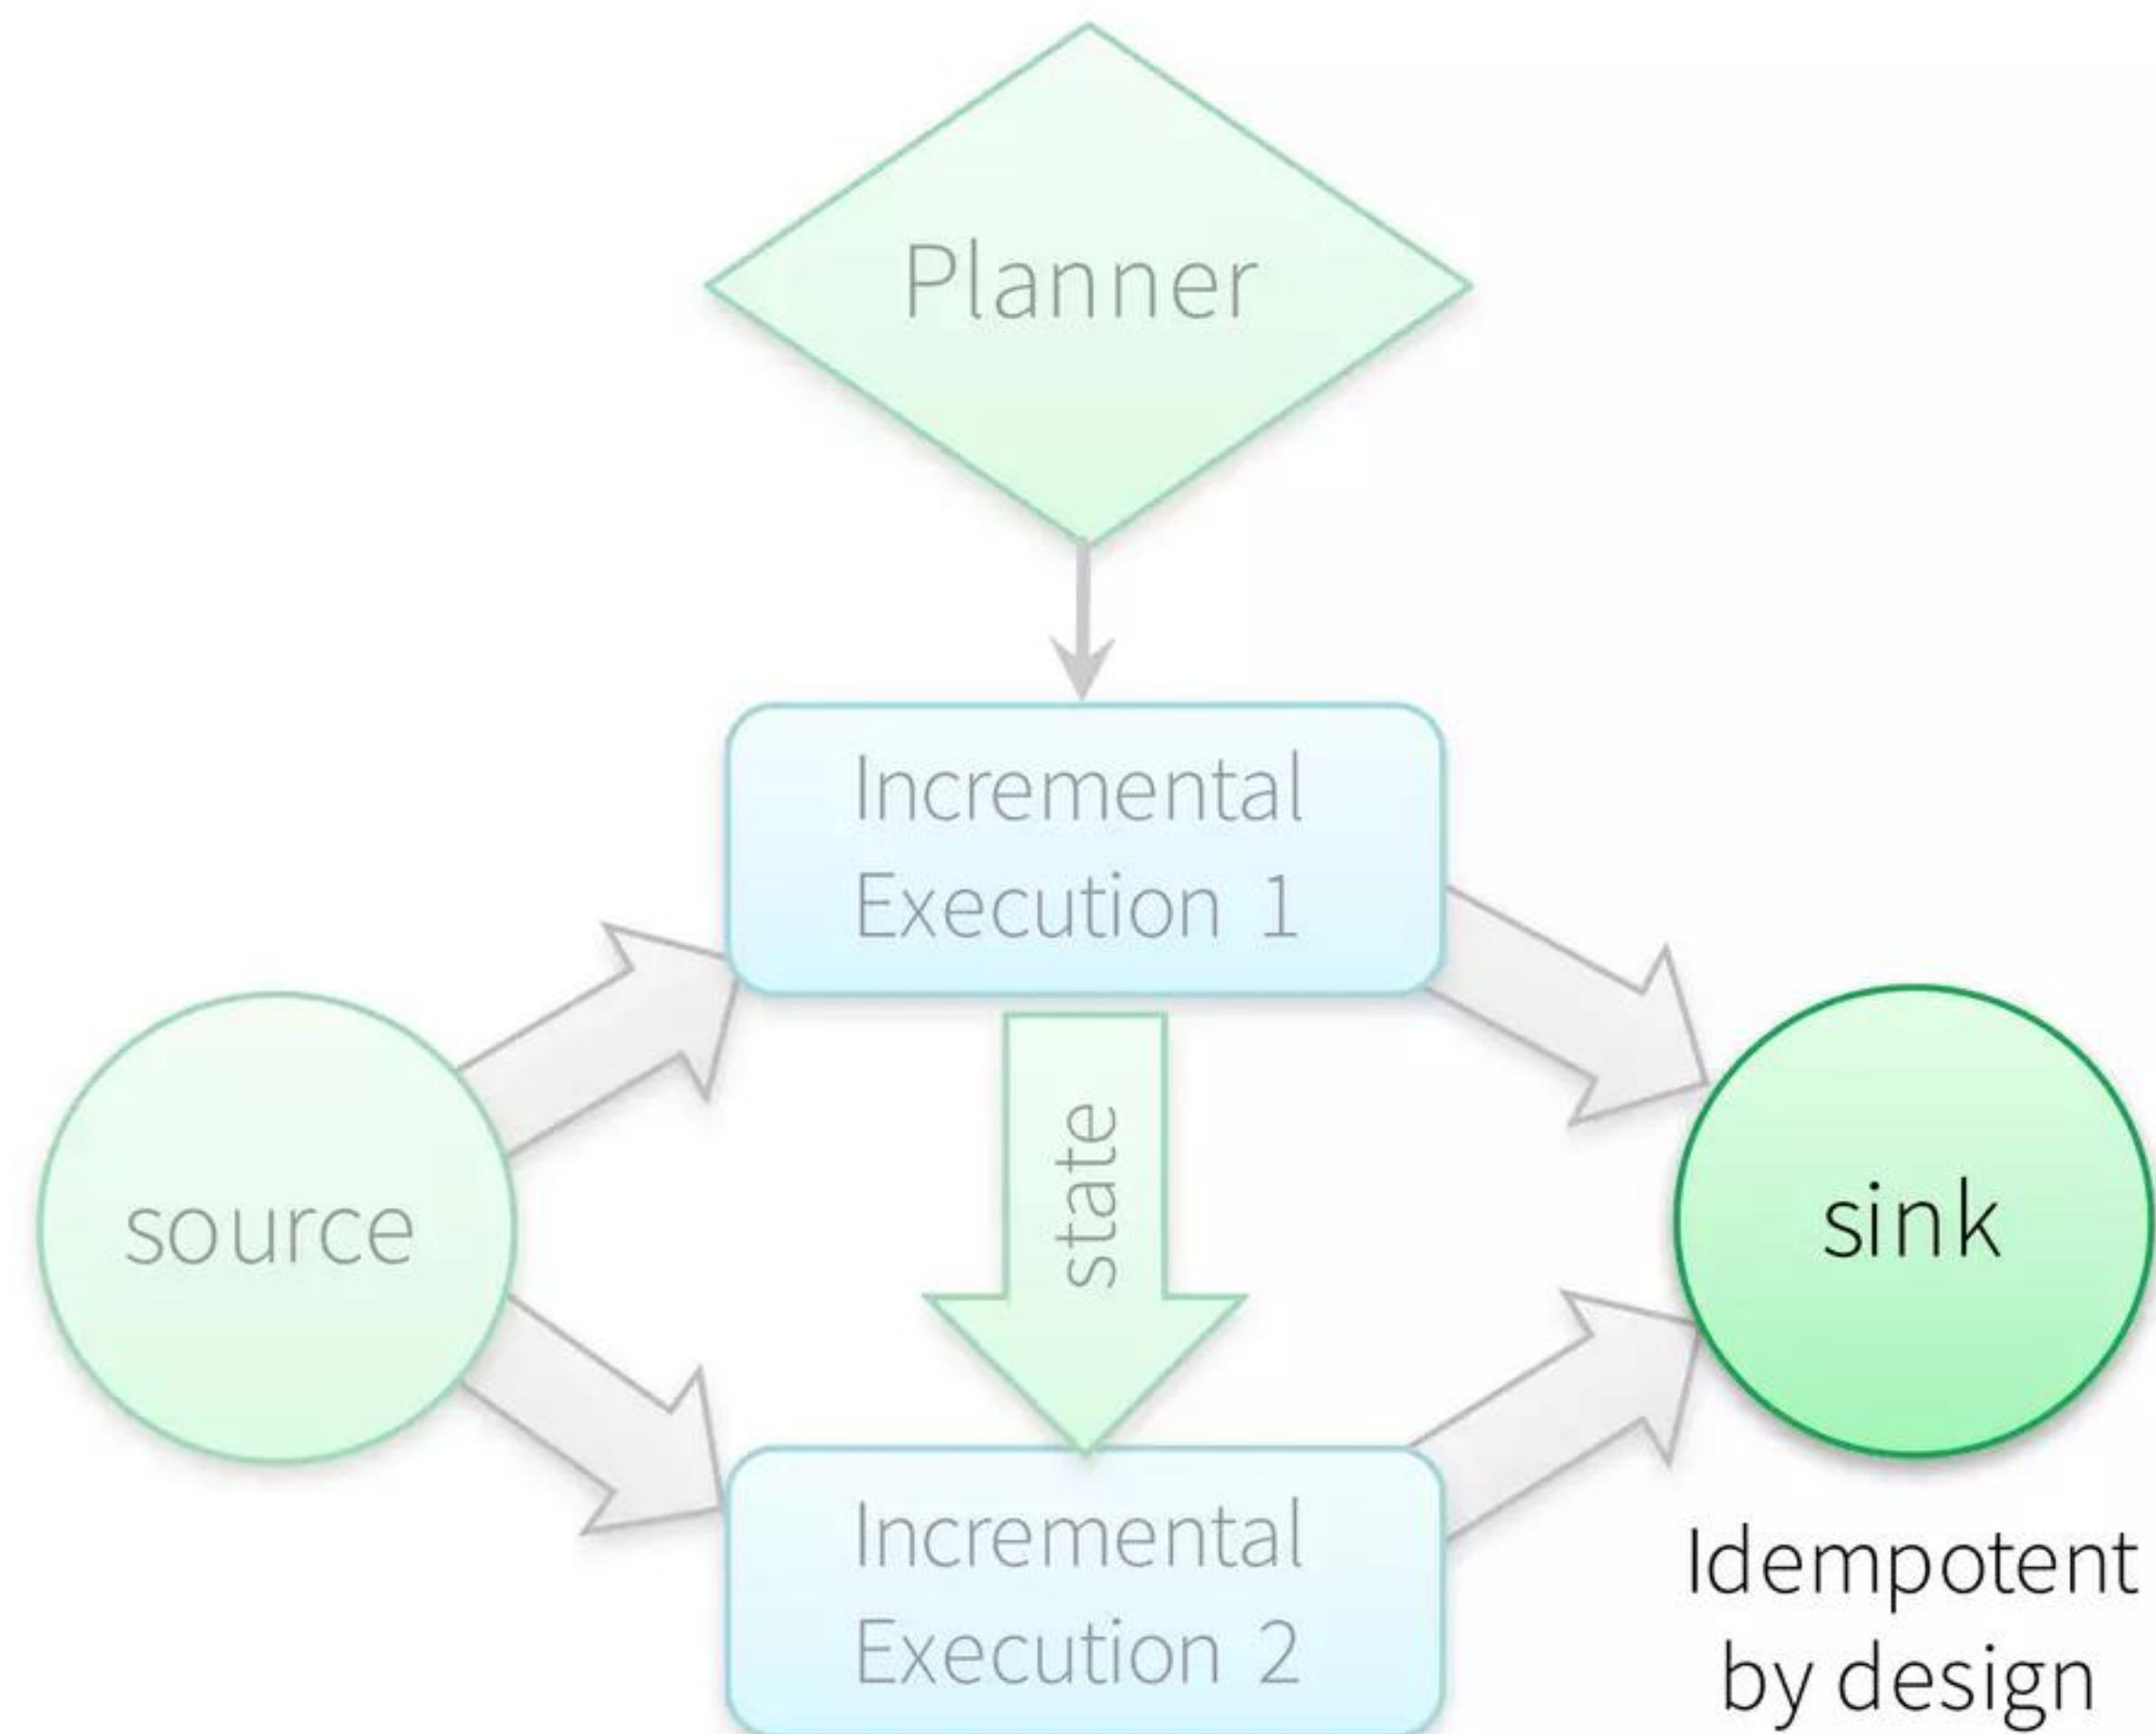 Planner
Incremental
Execution 1
source
state
sink
Incremental
Execution 2
Idempotent
by design